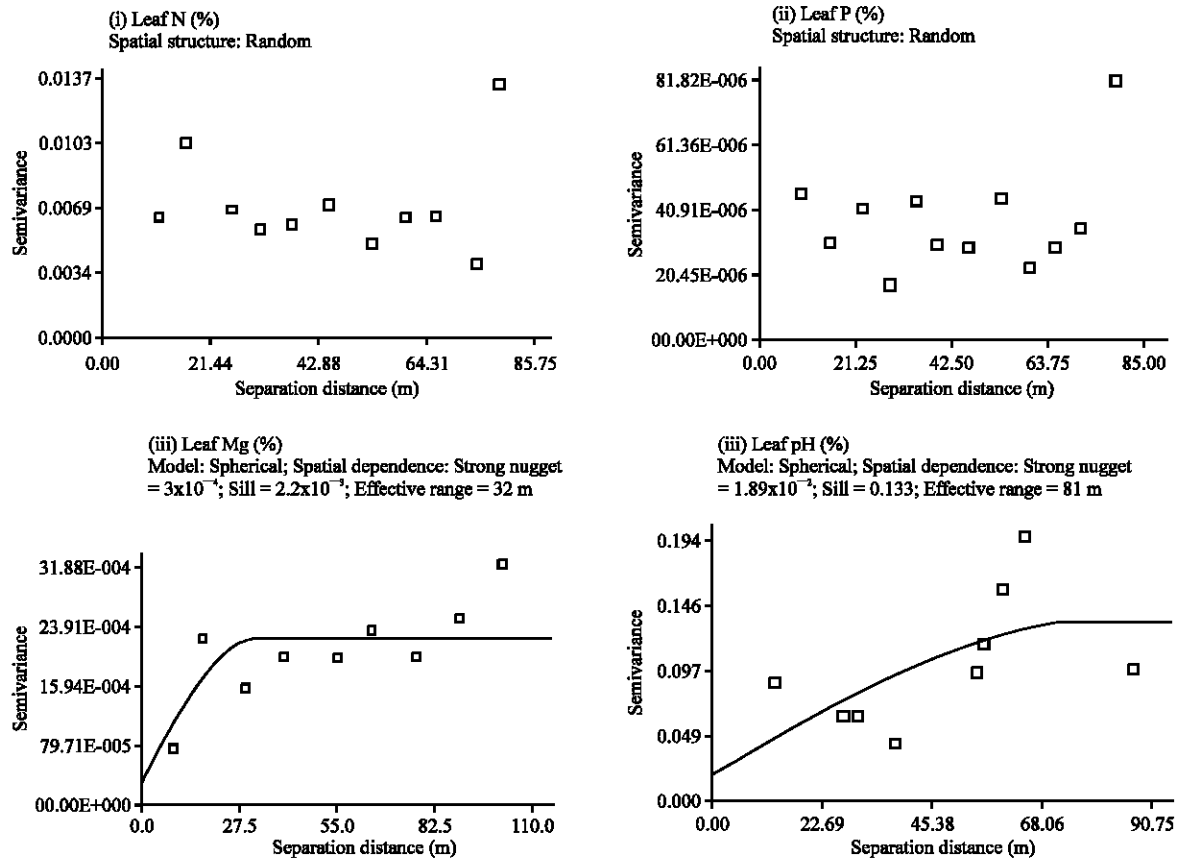 (i) Leaf N (%)
Spatial structure: Random
Semivariance
0.0137
0.0103
0.0069
0.0034
0.0000
0.00 21.44 42.88 64.31 85.75
Separation distance (m)
(ii) Leaf P (%)
Spatial structure: Random
Semivariance
81.82E-006
61.36E-006
40.91E-006
20.45E-006
00.00E+000
0.00 21.25 42.50 63.75 85.00
Separation distance (m)
(iii) Leaf Mg (%)
Model: Spherical; Spatial dependence: Strong nugget
= 3x10⁻⁴; Sill = 2.2x10⁻³; Effective range = 32 m
Semivariance
31.88E-004
23.91E-004
15.94E-004
79.71E-005
00.00E+000
0.0 27.5 55.0 82.5 110.0
Separation distance (m)
(iii) Leaf pH (%)
Model: Spherical; Spatial dependence: Strong nugget
= 1.89x10⁻²; Sill = 0.133; Effective range = 81 m
Semivariance
0.194
0.146
0.097
0.049
0.000
0.00 22.69 45.38 68.06 90.75
Separation distance (m)